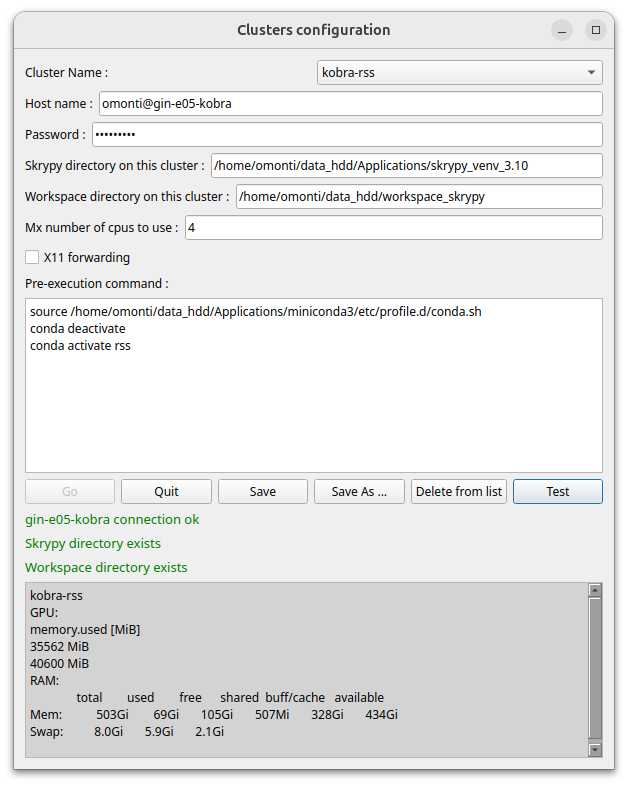 Clusters configuration
Cluster Name : kobra-rss
Host name : omonti@gin-e05-kobra
Password : •••••••••
Skrypy directory on this cluster : /home/omonti/data_hdd/Applications/skrypy_venv_3.10
Workspace directory on this cluster : /home/omonti/data_hdd/workspace_skrypy
Mx number of cpus to use : 4
X11 forwarding
Pre-execution command :
source /home/omonti/data_hdd/Applications/miniconda3/etc/profile.d/conda.sh
conda deactivate
conda activate rss
Go Quit Save Save As ... Delete from list Test
gin-e05-kobra connection ok
Skrypy directory exists
Workspace directory exists
kobra-rss
GPU:
memory.used [MiB]
35562 MiB
40600 MiB
RAM:
total used free shared buff/cache available
Mem: 503Gi 69Gi 105Gi 507Mi 328Gi 434Gi
Swap: 8.0Gi 5.9Gi 2.1Gi